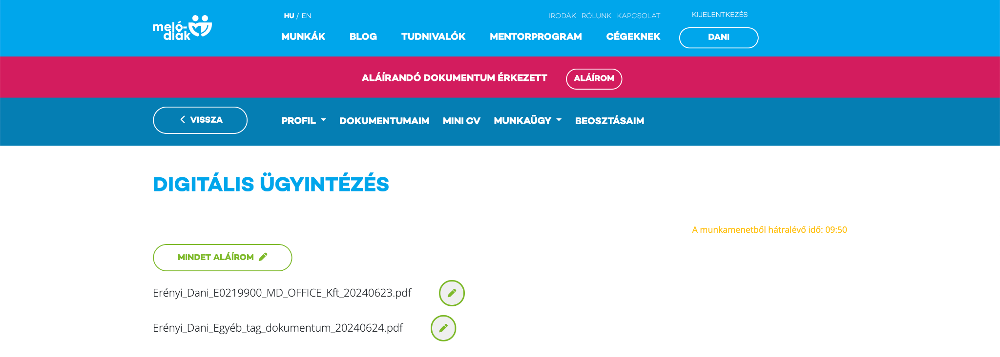 meló-
diák
HU / EN
IRODÁK RÓLUNK KAPCSOLAT
KIJELENTKEZÉS
MUNKÁK BLOG TUDNIVALÓK MENTORPROGRAM CÉGEKNEK DANI
ALÁÍRANDÓ DOKUMENTUM ÉRKEZETT ALÁÍROM
VISSZA PROFIL DOKUMENTUMAIM MINI CV MUNKAÜGY BEOSZTÁSAIM
DIGITÁLIS ÜGYINTÉZÉS
A munkamenetből hátralévő idő: 09:50
MINDET ALÁÍROM
Erényi_Dani_E0219900_MD_OFFICE_Kft_20240623.pdf
Erényi_Dani_Egyéb_tag_dokumentum_20240624.pdf